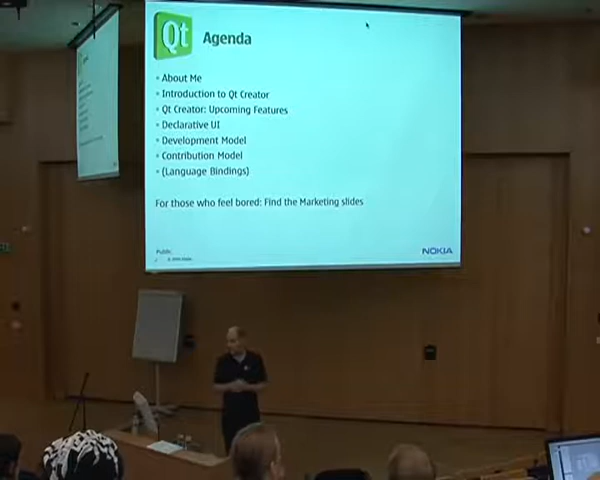 Qt
Agenda
About Me
Introduction to Qt Creator
Qt Creator: Upcoming Features
Declarative UI
Development Model
Contribution Model
(Language Bindings)
For those who feel bored: Find the Marketing slides
Public
NOKIA